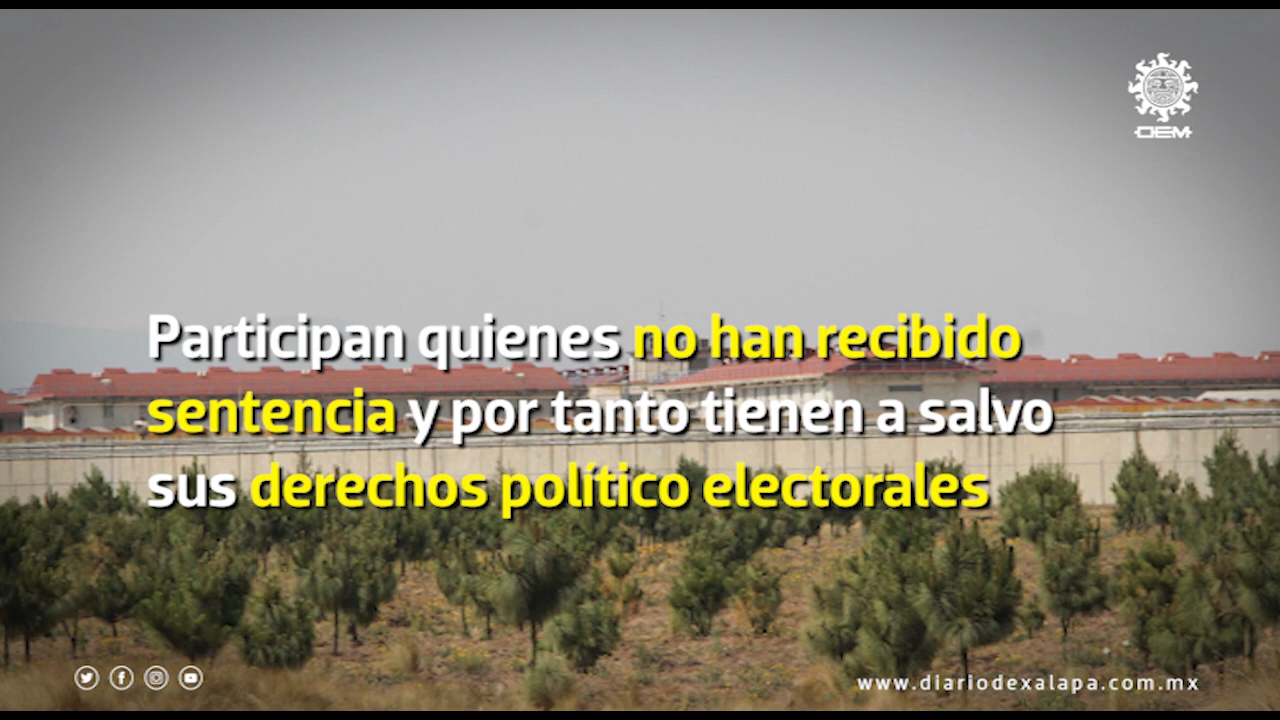 OEM
Participan quienes no han recibido
sentencia y por tanto tienen a salvo
sus derechos político electorales
www.diariodexalapa.com.mx